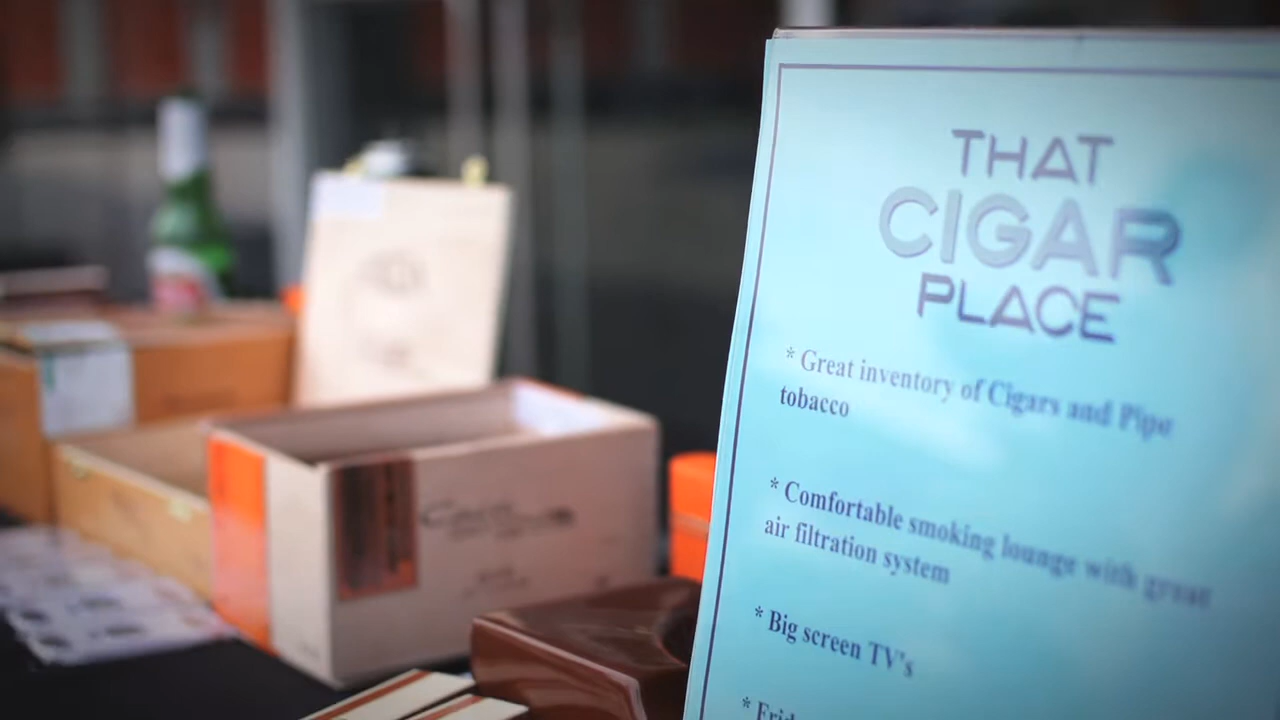 THAT
CIGAR
PLACE
* Great inventory of Cigars and Pipe
tobacco
* Comfortable smoking lounge with great
air filtration system
* Big screen TV's